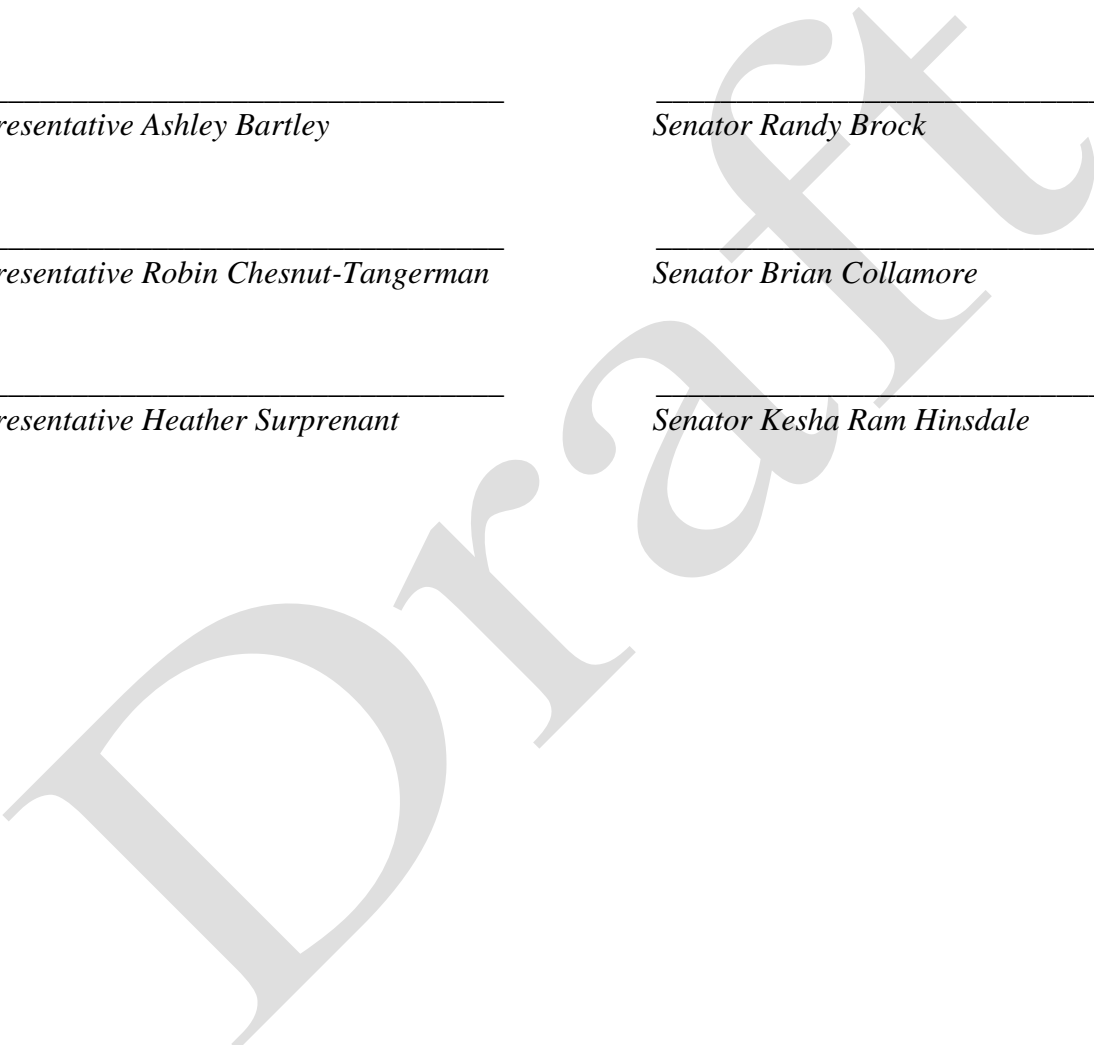 resentative Ashley Bartley Senator Randy Brock
resentative Robin Chesnut-Tangerman Senator Brian Collamore
resentative Heather Surprenant Senator Kesha Ram Hinsdale
Draft